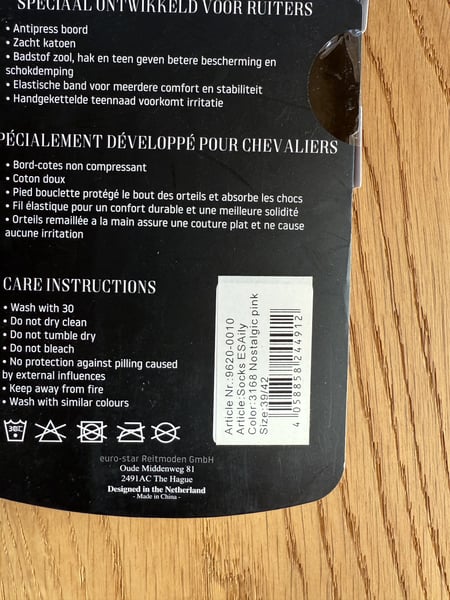 SPECIAAL ONTWIKKELD VOOR RUITERS
• Antipress boord
• Zacht katoen
• Badstof zool, hak en teen geven betere bescherming en
schokdemping
• Elastische band voor meerdere comfort en stabiliteit
• Handgekettelde teennaad voorkomt irritatie
PÉCIALEMENT DÉVELOPPÉ POUR CHEVALIERS
• Bord-cotes non compressant
• Coton doux
• Pied bouclette protégé le bout des orteils et absorbe les chocs
• Fil élastique pour un confort durable et une meilleure solidité
• Orteils remaillée a la main assure une couture plat et ne cause
aucune irritation
CARE INSTRUCTIONS
• Wash with 30
• Do not dry clean
• Do not tumble dry
• Do not bleach
• No protection against pilling caused
by external influences
• Keep away from fire
• Wash with similar colours
30°
Article Nr.:9620-0010
Article:Socks ESAily
Color:3168 Nostalgic pink
Size:39/42
4 058858 244912
euro-star Reitmoden GmbH
Oude Middenweg 81
2491AC The Hague
Designed in the Netherland
- Made in China -